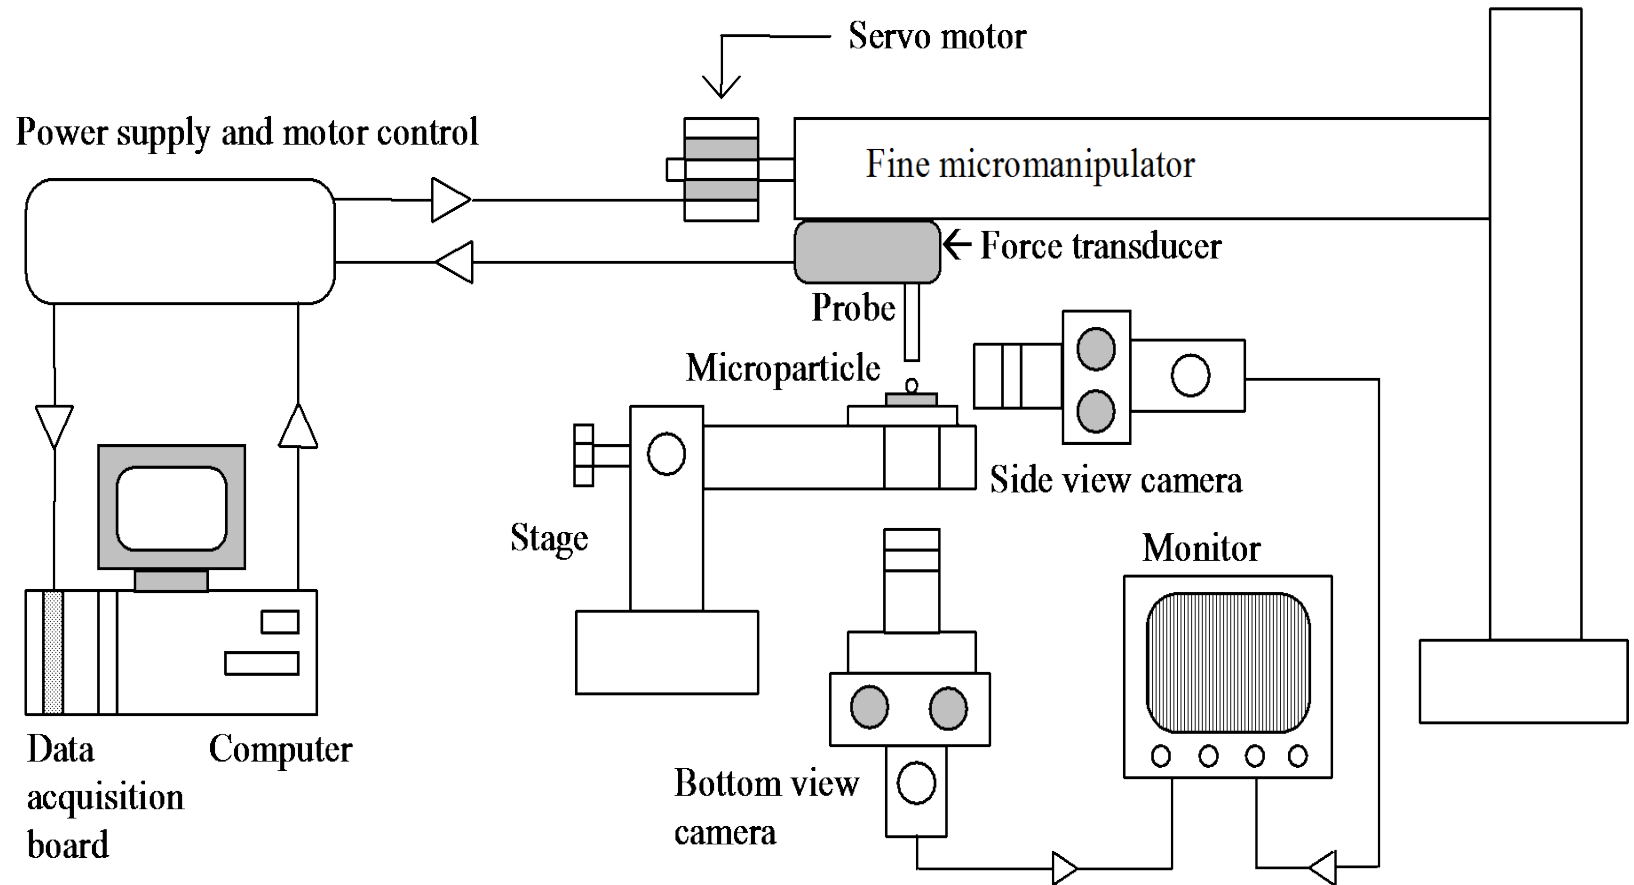 Servo motor
Power supply and motor control
Fine micromanipulator
Force transducer
Probe
Microparticle
Side view camera
Stage
Monitor
Data
acquisition
board
Computer
Bottom view
camera